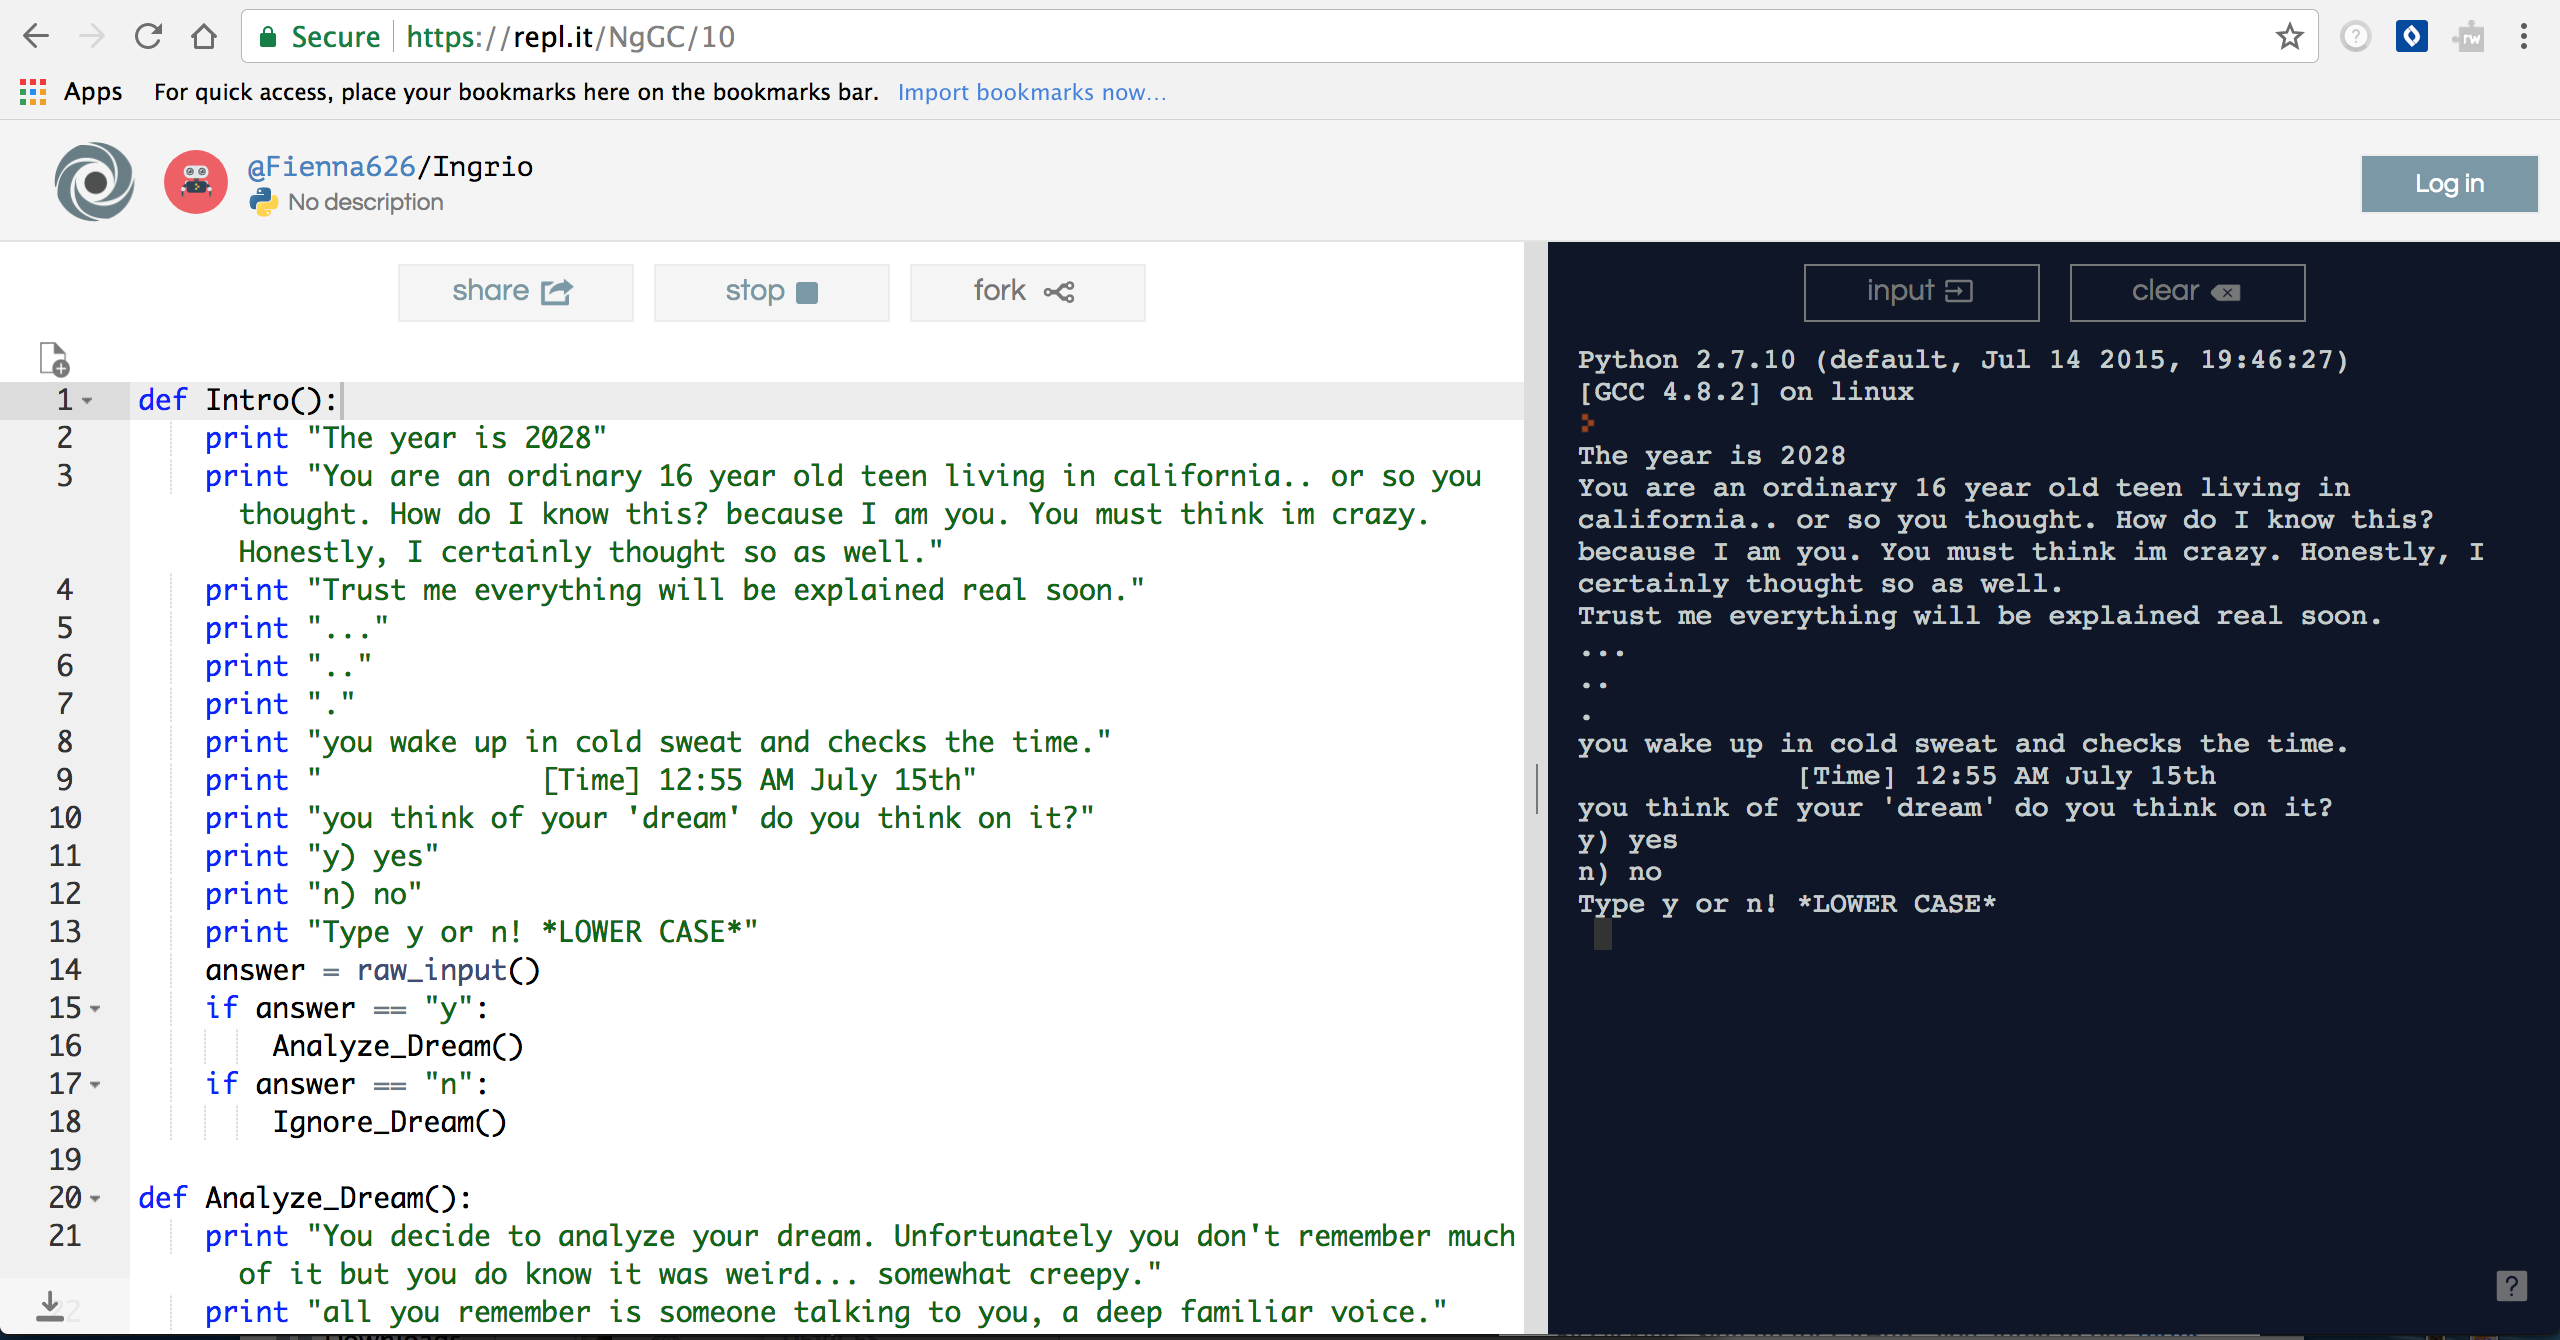 Secure https://repl.it/NgGC/10
rw
Apps For quick access, place your bookmarks here on the bookmarks bar. Import bookmarks now...
@Fienna626/Ingrio
No description
Log in
share stop fork
input clear
1 def Intro():
2 print "The year is 2028"
3 print "You are an ordinary 16 year old teen living in california.. or so you
thought. How do I know this? because I am you. You must think im crazy.
Honestly, I certainly thought so as well."
4 print "Trust me everything will be explained real soon."
5 print "..."
6 print ".."
7 print "."
8 print "you wake up in cold sweat and checks the time."
9 print "             [Time] 12:55 AM July 15th"
10 print "you think of your 'dream' do you think on it?"
11 print "y) yes"
12 print "n) no"
13 print "Type y or n! *LOWER CASE*"
14 answer = raw_input()
15 if answer == "y":
16 Analyze_Dream()
17 if answer == "n":
18 Ignore_Dream()
19
20 def Analyze_Dream():
21 print "You decide to analyze your dream. Unfortunately you don't remember much
of it but you do know it was weird... somewhat creepy."
22 print "all you remember is someone talking to you, a deep familiar voice."
Python 2.7.10 (default, Jul 14 2015, 19:46:27)
[GCC 4.8.2] on linux
The year is 2028
You are an ordinary 16 year old teen living in
california.. or so you thought. How do I know this?
because I am you. You must think im crazy. Honestly, I
certainly thought so as well.
Trust me everything will be explained real soon.
...
..
.
you wake up in cold sweat and checks the time.
[Time] 12:55 AM July 15th
you think of your 'dream' do you think on it?
y) yes
n) no
Type y or n! *LOWER CASE*
?